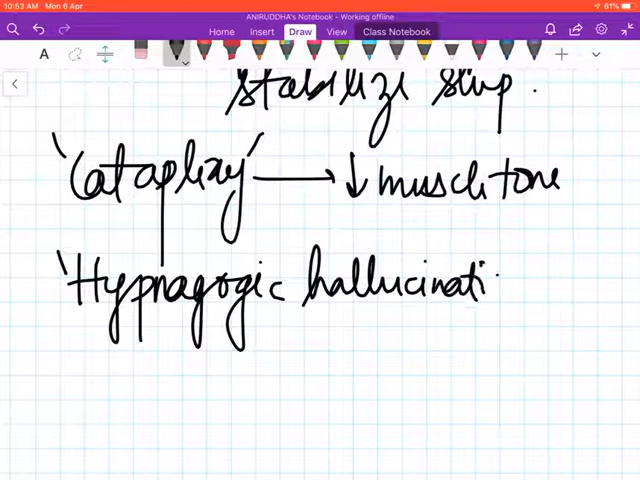 10:53 AM Mon 6 Apr
61%
ANIRUDDHA's Notebook - Working offline
Home Insert Draw View Class Notebook
A
stabilize sleep.
'Cataplexy' → ↓ muscle tone
'Hypnagogic hallucinati